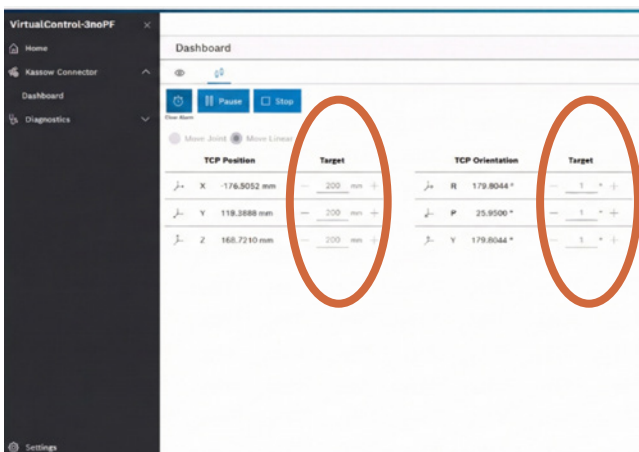 VirtualControl-3noPF
Home
Kassow Connector
Dashboard
Diagnostics
Settings
Dashboard
Pause Stop
Clear Alarm
Move Joint Move Linear
TCP Position Target
X -176.5052 mm − 200 mm +
Y 118.3888 mm − 200 mm +
Z 168.7210 mm − 200 mm +
TCP Orientation Target
R 179.8044 ° − 1 ° +
P 25.9500 ° − 1 ° +
Y 179.8044 ° − 1 ° +